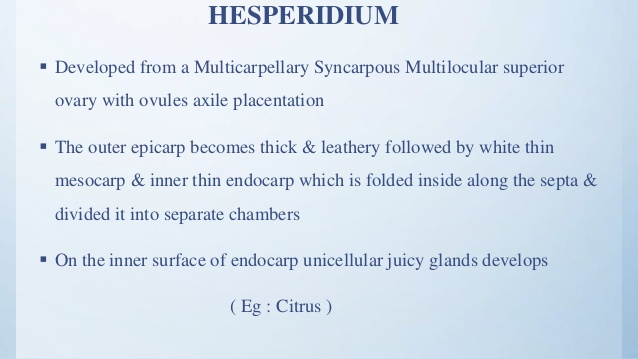 HESPERIDIUM
▪ Developed from a Multicarpellary Syncarpous Multilocular superior
ovary with ovules axile placentation
▪ The outer epicarp becomes thick & leathery followed by white thin
mesocarp & inner thin endocarp which is folded inside along the septa &
divided it into separate chambers
▪ On the inner surface of endocarp unicellular juicy glands develops
( Eg : Citrus )